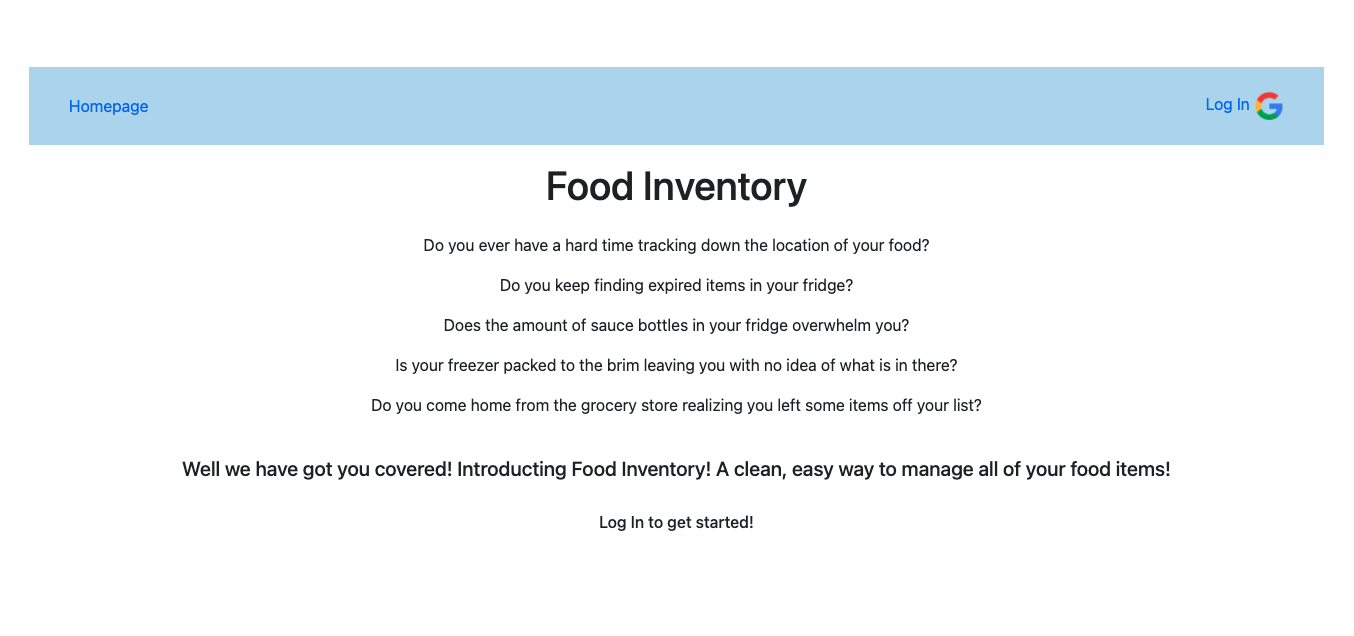 Homepage
Log In
Food Inventory
Do you ever have a hard time tracking down the location of your food?
Do you keep finding expired items in your fridge?
Does the amount of sauce bottles in your fridge overwhelm you?
Is your freezer packed to the brim leaving you with no idea of what is in there?
Do you come home from the grocery store realizing you left some items off your list?
Well we have got you covered! Introducting Food Inventory! A clean, easy way to manage all of your food items!
Log In to get started!